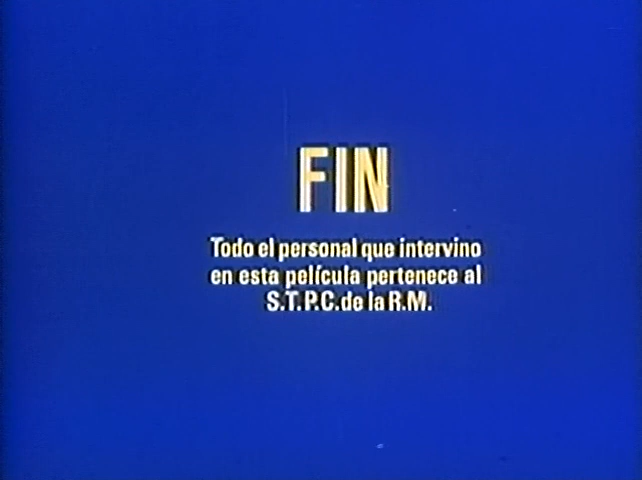 FIN
Todo el personal que intervino
en esta película pertenece al
S.T.P.C. de la R.M.